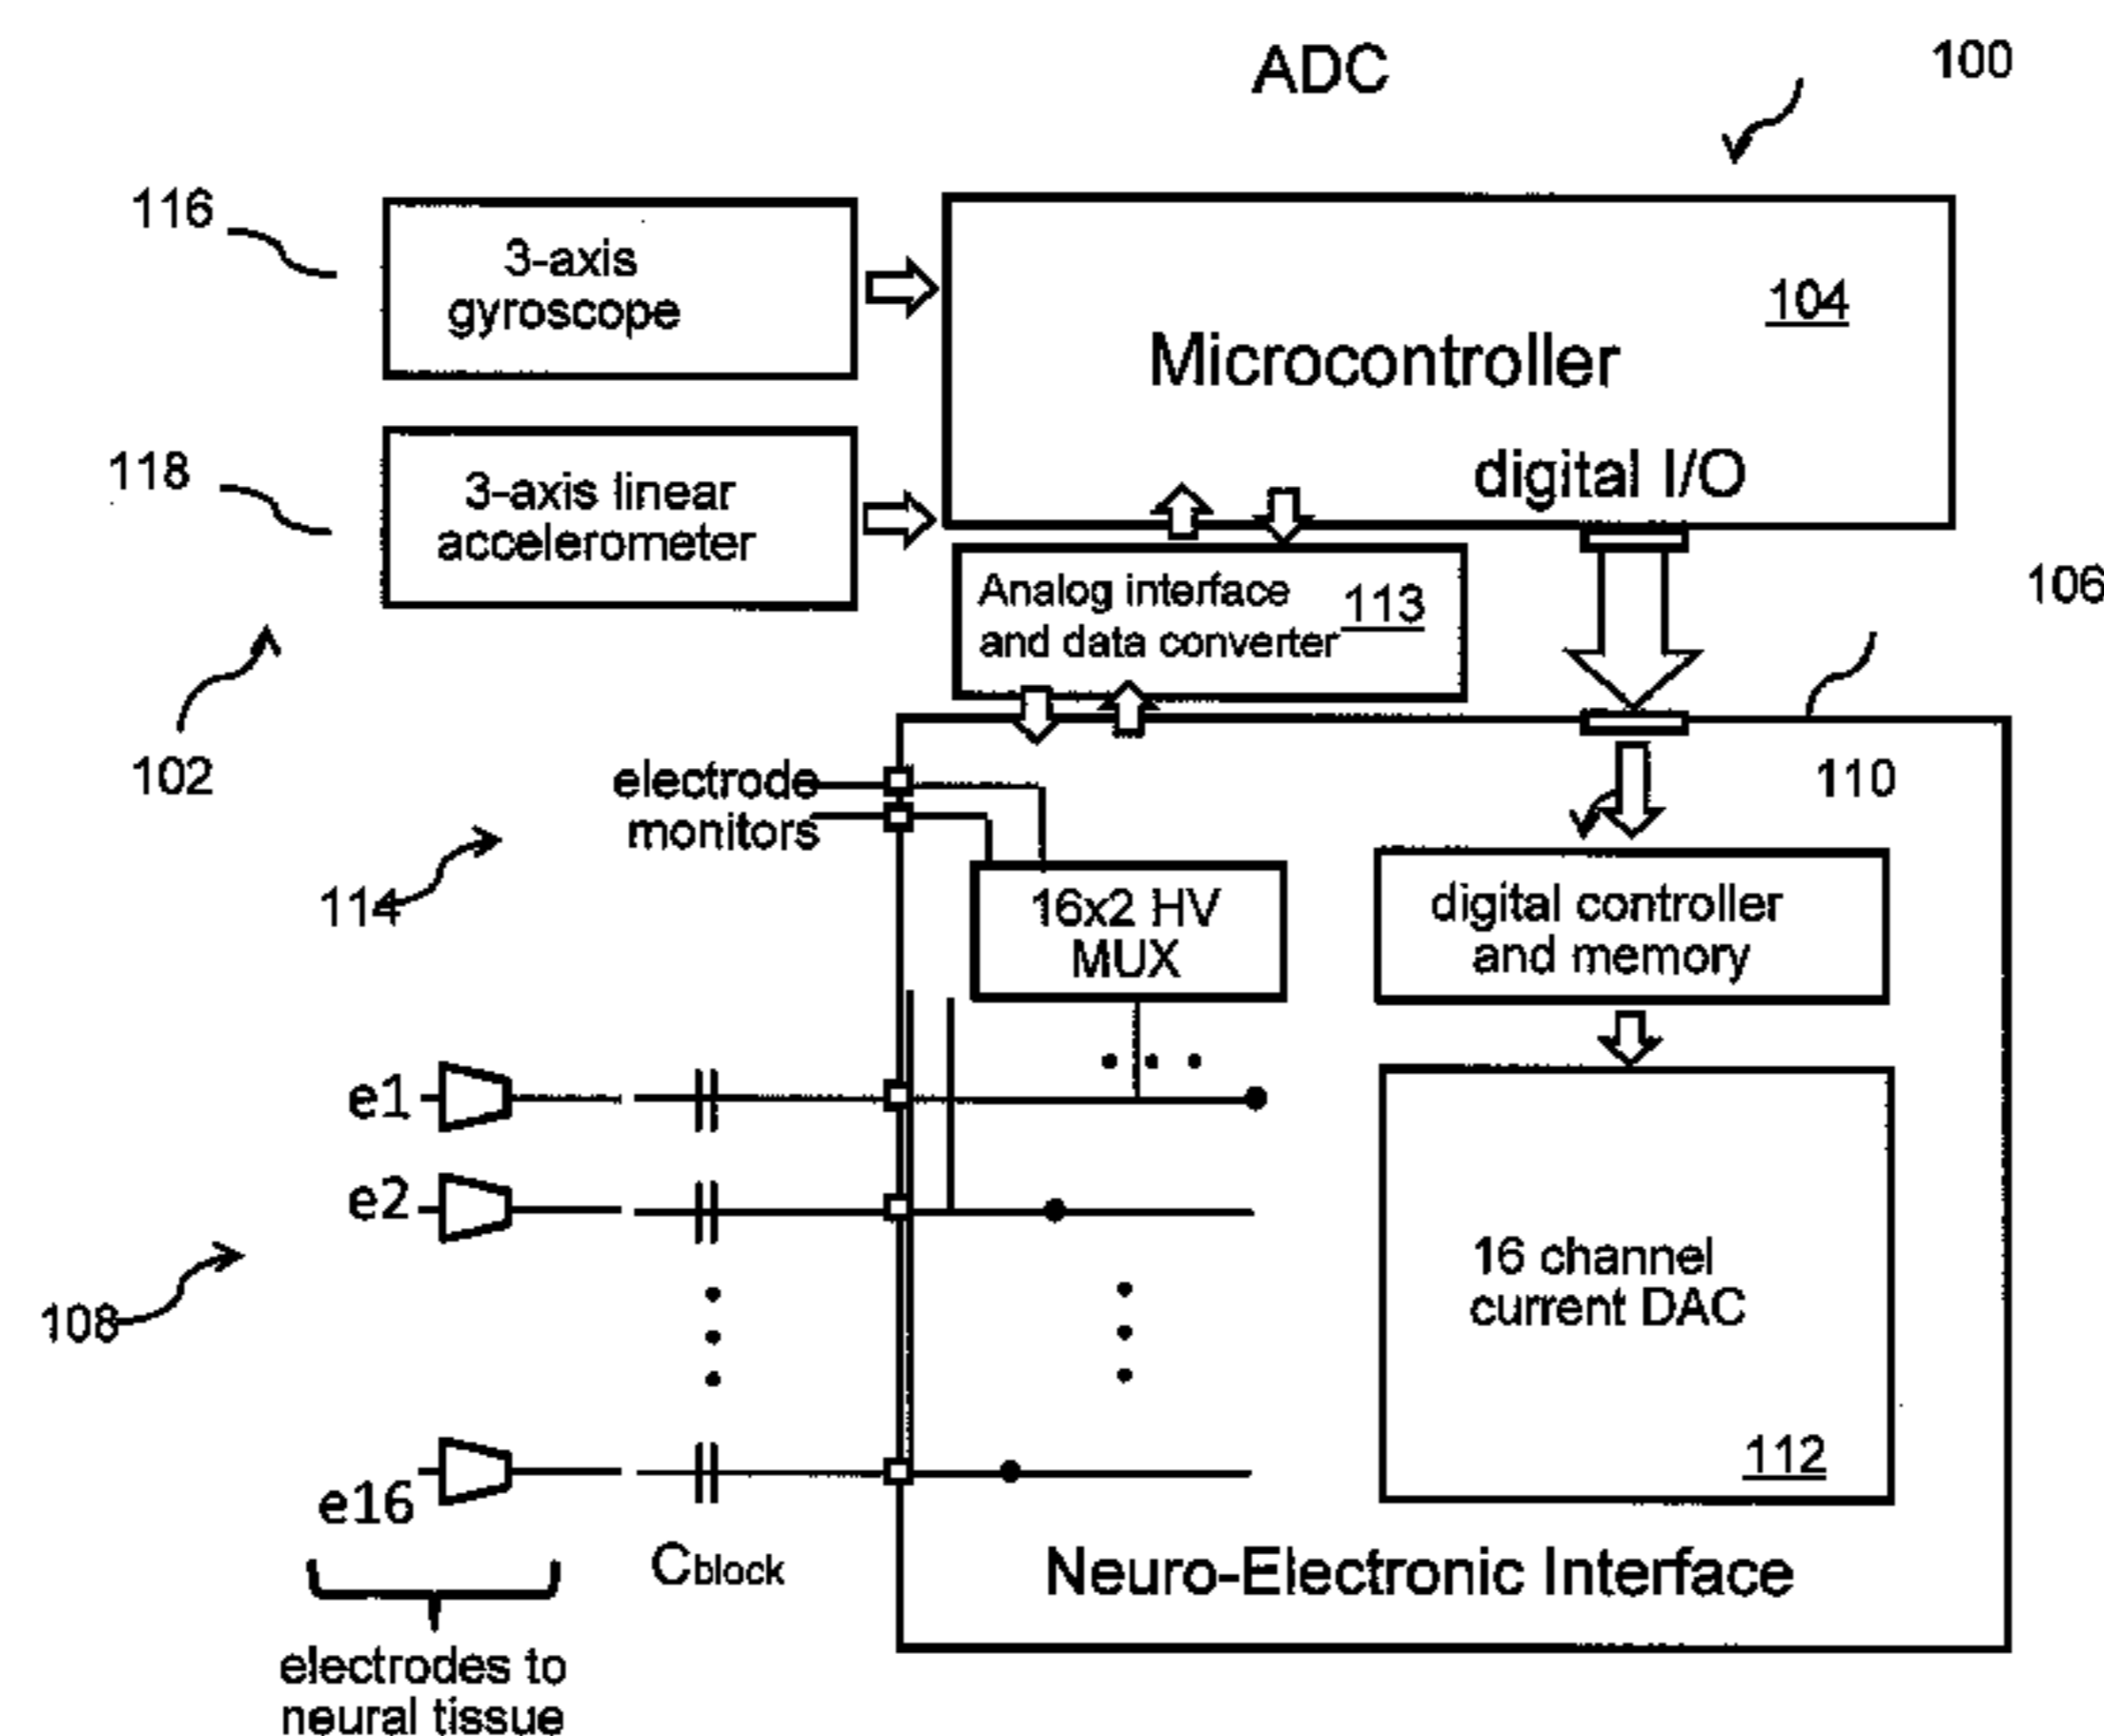 ADC
100
116
3-axis
gyroscope
104
Microcontroller
digital I/O
118
3-axis linear
accelerometer
102
Analog interface
and data converter
113
106
electrode
monitors
114
110
16x2 HV
MUX
digital controller
and memory
e1
e2
108
16 channel
current DAC
112
e16
Cblock
Neuro-Electronic Interface
electrodes to
neural tissue